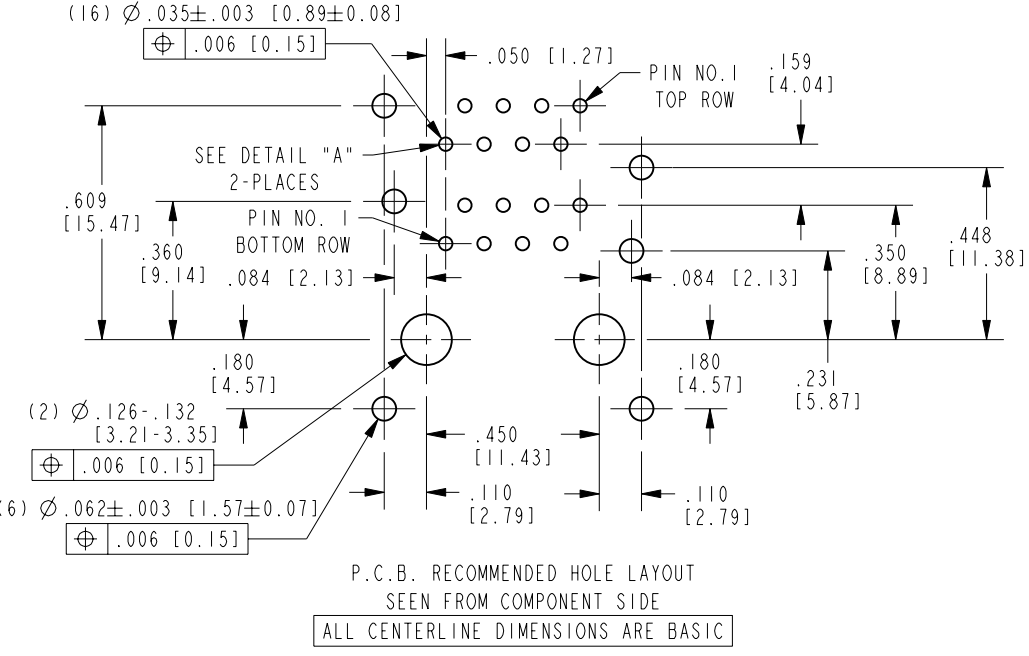 (16) Ø .035±.003 [0.89±0.08]
⌖ .006 [0.15]
.050 [1.27]
PIN NO.1
TOP ROW
.159
[4.04]
SEE DETAIL "A"
2-PLACES
.609
[15.47]
PIN NO. 1
BOTTOM ROW
.360
[9.14]
.084 [2.13]
.084 [2.13]
.350
[8.89]
.448
[11.38]
.180
[4.57]
.180
[4.57]
.231
[5.87]
(2) Ø .126-.132
[3.21-3.35]
⌖ .006 [0.15]
.450
[11.43]
6) Ø .062±.003 [1.57±0.07]
⌖ .006 [0.15]
.110
[2.79]
.110
[2.79]
P.C.B. RECOMMENDED HOLE LAYOUT
SEEN FROM COMPONENT SIDE
ALL CENTERLINE DIMENSIONS ARE BASIC